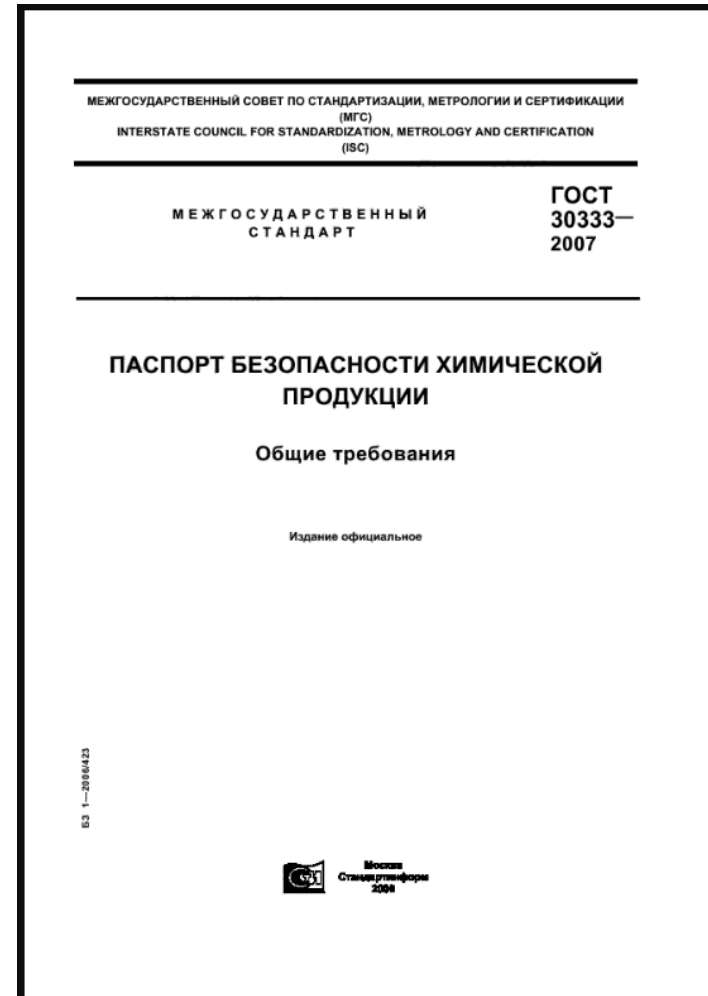 МЕЖГОСУДАРСТВЕННЫЙ СОВЕТ ПО СТАНДАРТИЗАЦИИ, МЕТРОЛОГИИ И СЕРТИФИКАЦИИ
(МГС)
INTERSTATE COUNCIL FOR STANDARDIZATION, METROLOGY AND CERTIFICATION
(ISC)
МЕЖГОСУДАРСТВЕННЫЙ
СТАНДАРТ
ГОСТ
30333—
2007
ПАСПОРТ БЕЗОПАСНОСТИ ХИМИЧЕСКОЙ
ПРОДУКЦИИ
Общие требования
Издание официальное
БЗ 1—2006/423
Москва
Стандартинформ